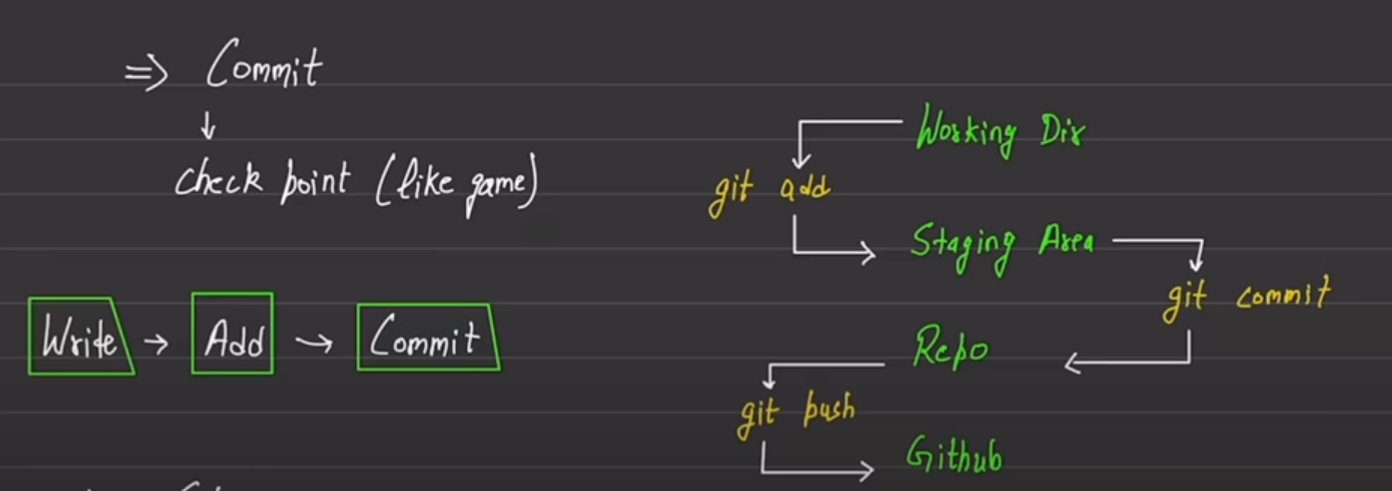 ⇒ Commit
↓
check point (like game)
Write → Add → Commit
Working Dir
git add
Staging Area
git commit
Repo
git push
Github